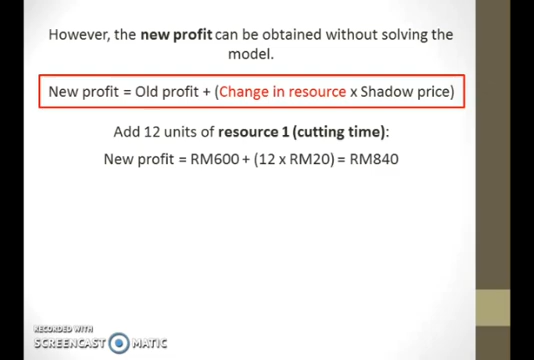 However, the new profit can be obtained without solving the
model.
New profit = Old profit + (Change in resource x Shadow price)
Add 12 units of resource 1 (cutting time):
New profit = RM600 + (12 x RM20) = RM840
RECORDED WITH
SCREENCAST MATIC